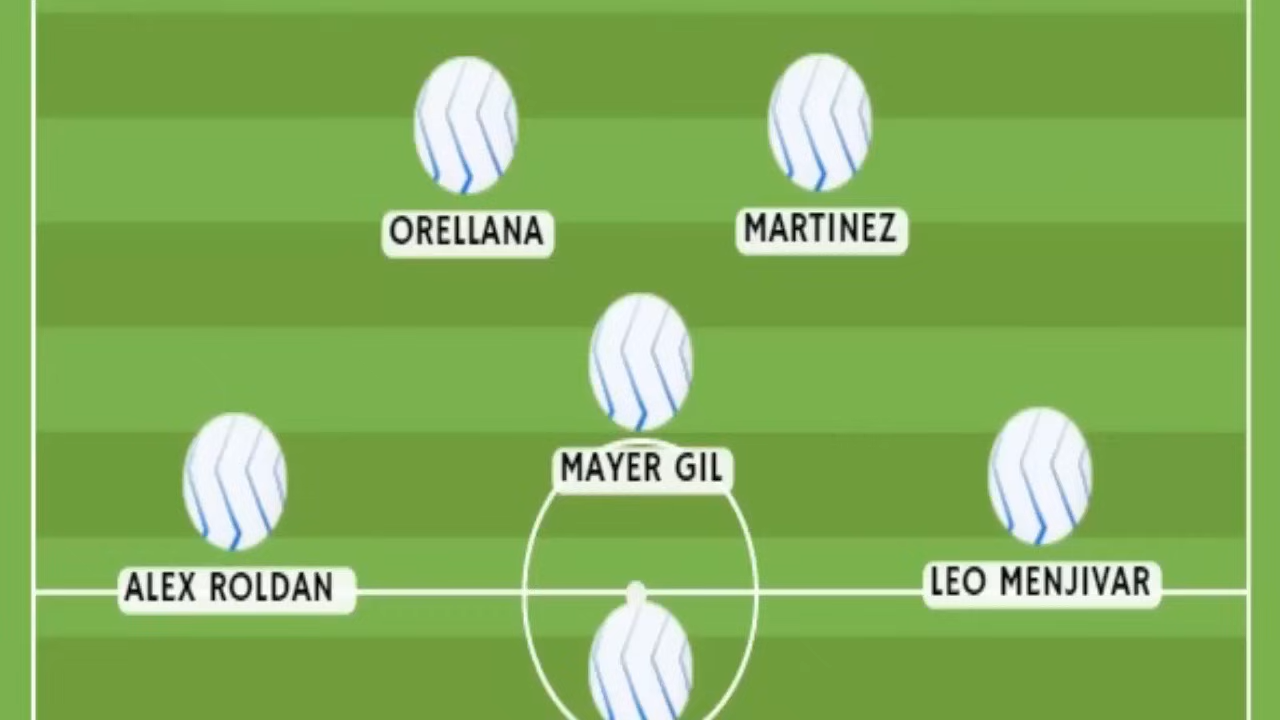 ORELLANA
MARTINEZ
MAYER GIL
ALEX ROLDAN
LEO MENJIVAR